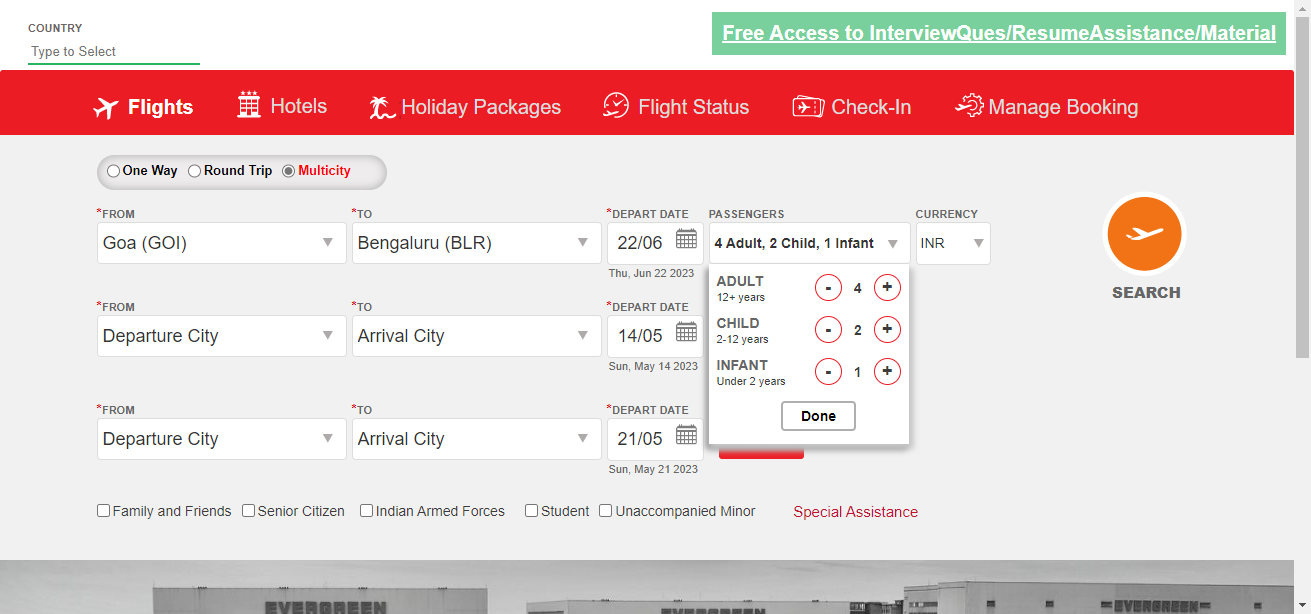 COUNTRY
Type to Select
Free Access to InterviewQues/ResumeAssistance/Material
Flights Hotels Holiday Packages Flight Status Check-In Manage Booking
One Way Round Trip Multicity
*FROM *TO *DEPART DATE PASSENGERS CURRENCY
Goa (GOI) Bengaluru (BLR) 22/06 4 Adult, 2 Child, 1 Infant INR
Thu, Jun 22 2023
ADULT
12+ years
- 4 +
SEARCH
*FROM *TO *DEPART DATE
Departure City Arrival City 14/05
Sun, May 14 2023
CHILD
2-12 years
- 2 +
INFANT
Under 2 years
- 1 +
Done
*FROM *TO *DEPART DATE
Departure City Arrival City 21/05
Sun, May 21 2023
Family and Friends Senior Citizen Indian Armed Forces Student Unaccompanied Minor Special Assistance
EVERGREEN EVERGREEN EVERGREEN